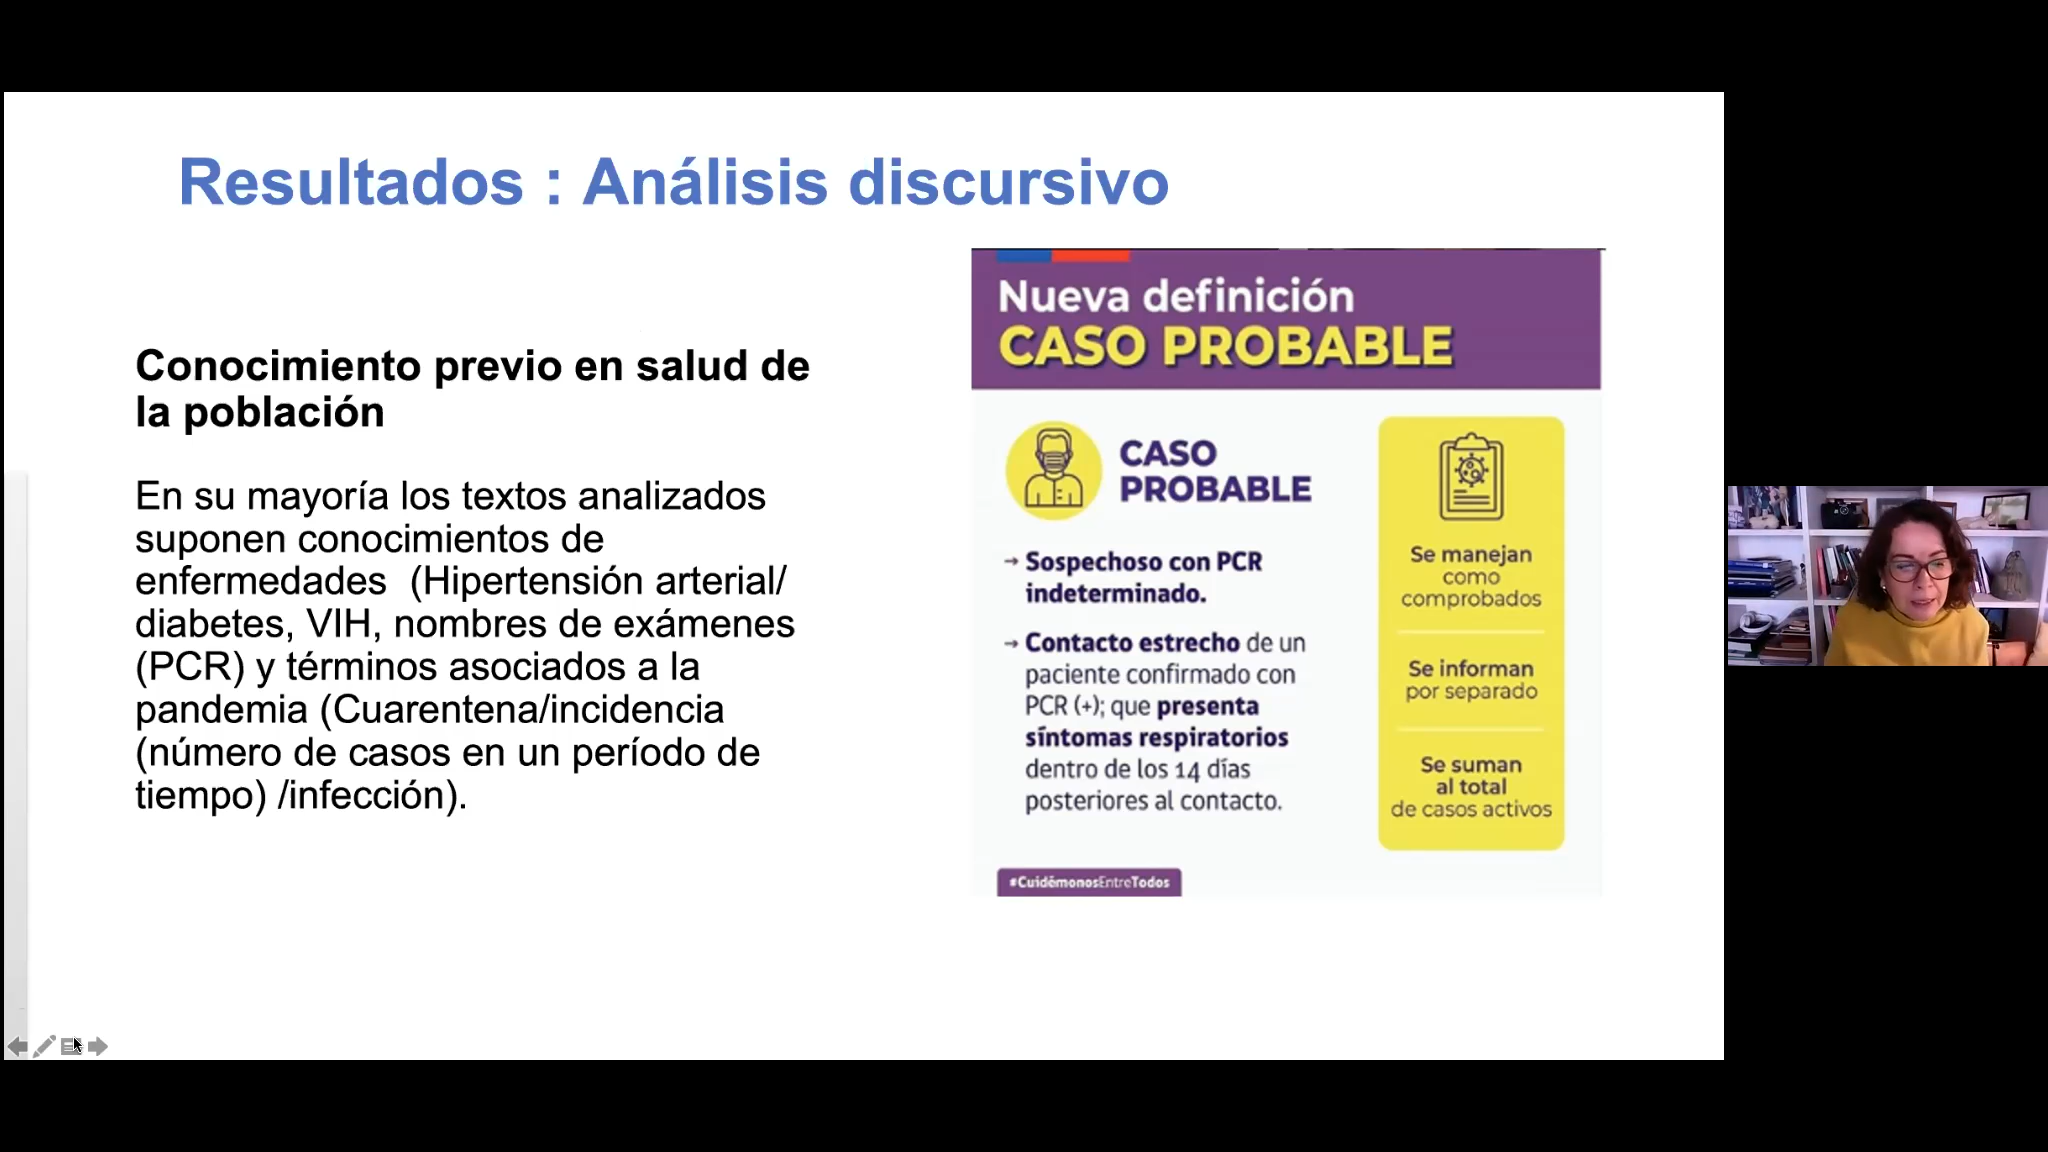 Resultados : Análisis discursivo
Conocimiento previo en salud de
la población
En su mayoría los textos analizados
suponen conocimientos de
enfermedades (Hipertensión arterial/
diabetes, VIH, nombres de exámenes
(PCR) y términos asociados a la
pandemia (Cuarentena/incidencia
(número de casos en un período de
tiempo) /infección).
Nueva definición
CASO PROBABLE
CASO
PROBABLE
→ Sospechoso con PCR
indeterminado.
→ Contacto estrecho de un
paciente confirmado con
PCR (+); que presenta
síntomas respiratorios
dentro de los 14 días
posteriores al contacto.
Se manejan
como
comprobados
Se informan
por separado
Se suman
al total
de casos activos
#CuidémonosEntreTodos